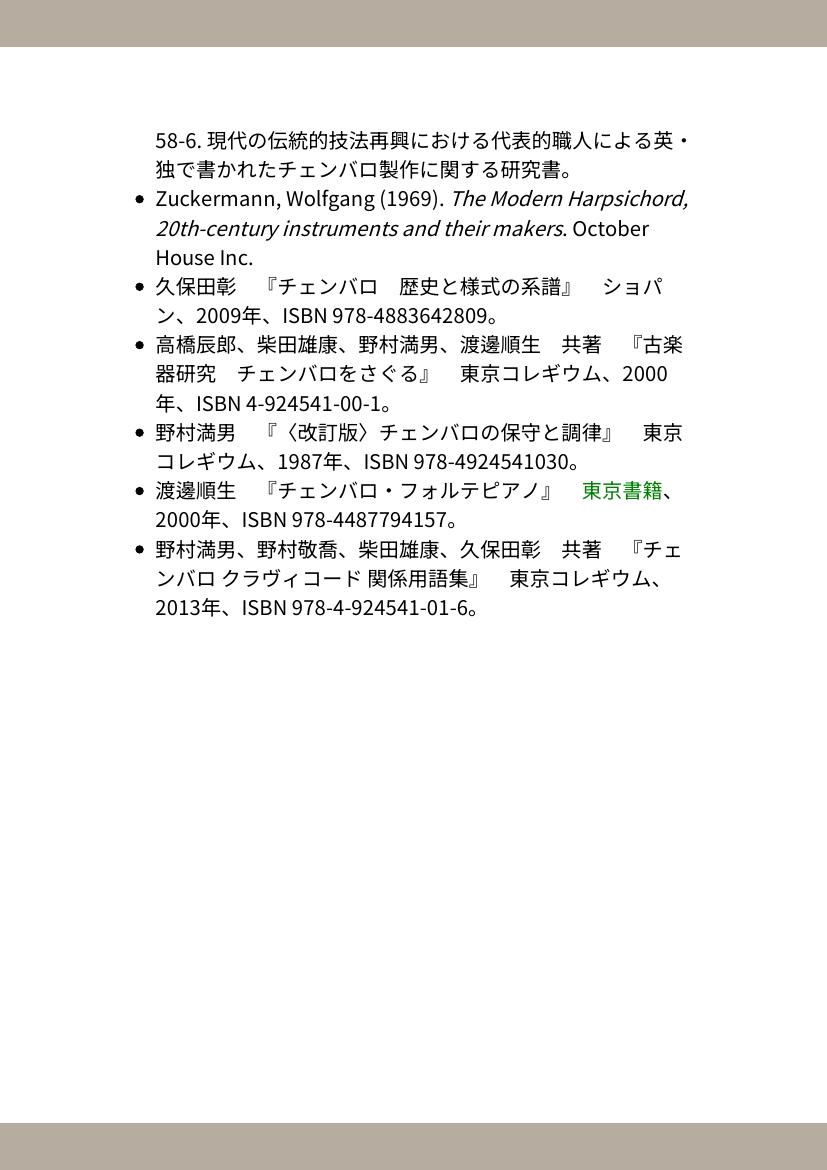 58-6. 現代の伝統的技法再興における代表的職人による英・
独で書かれたチェンバロ製作に関する研究書。
• Zuckermann, Wolfgang (1969). The Modern Harpsichord,
20th-century instruments and their makers. October
House Inc.
• 久保田彰　『チェンバロ　歴史と様式の系譜』　ショパ
ン、2009年、ISBN 978-4883642809。
• 高橋辰郎、柴田雄康、野村満男、渡邊順生　共著　『古楽
器研究　チェンバロをさぐる』　東京コレギウム、2000
年、ISBN 4-924541-00-1。
• 野村満男　『〈改訂版〉チェンバロの保守と調律』　東京
コレギウム、1987年、ISBN 978-4924541030。
• 渡邊順生　『チェンバロ・フォルテピアノ』　東京書籍、
2000年、ISBN 978-4487794157。
• 野村満男、野村敬喬、柴田雄康、久保田彰　共著　『チェ
ンバロ クラヴィコード 関係用語集』　東京コレギウム、
2013年、ISBN 978-4-924541-01-6。